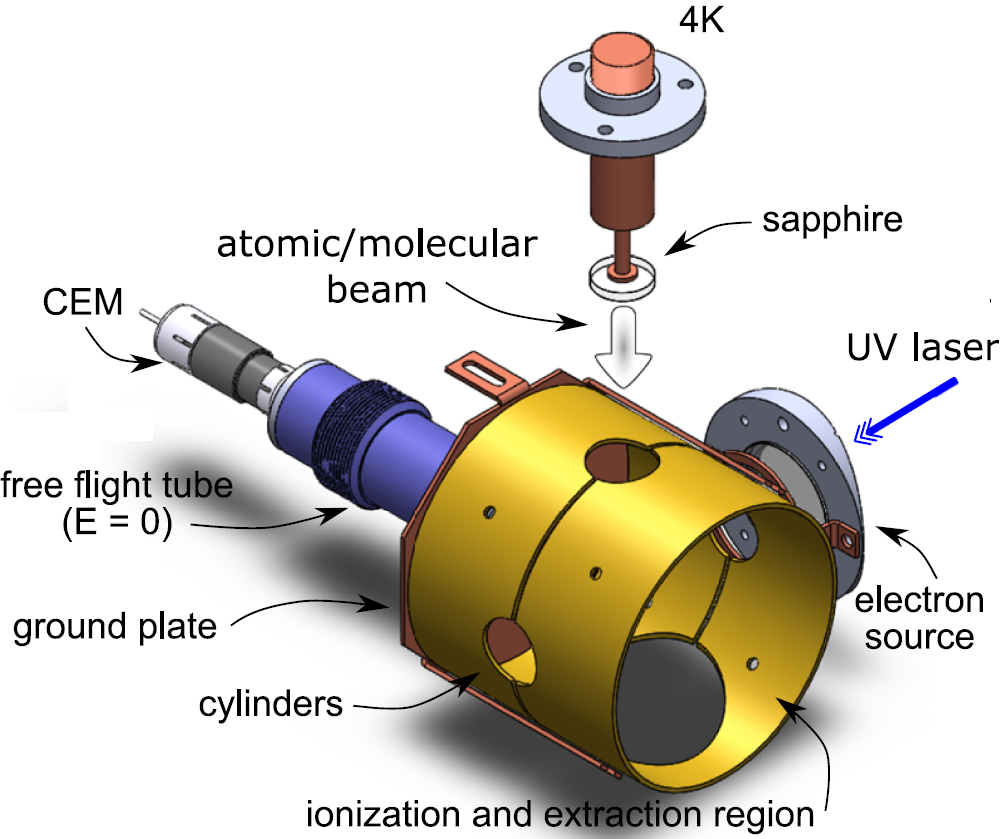 4K
sapphire
atomic/molecular
beam
CEM
UV laser
free flight tube
(E = 0)
electron
source
ground plate
cylinders
ionization and extraction region